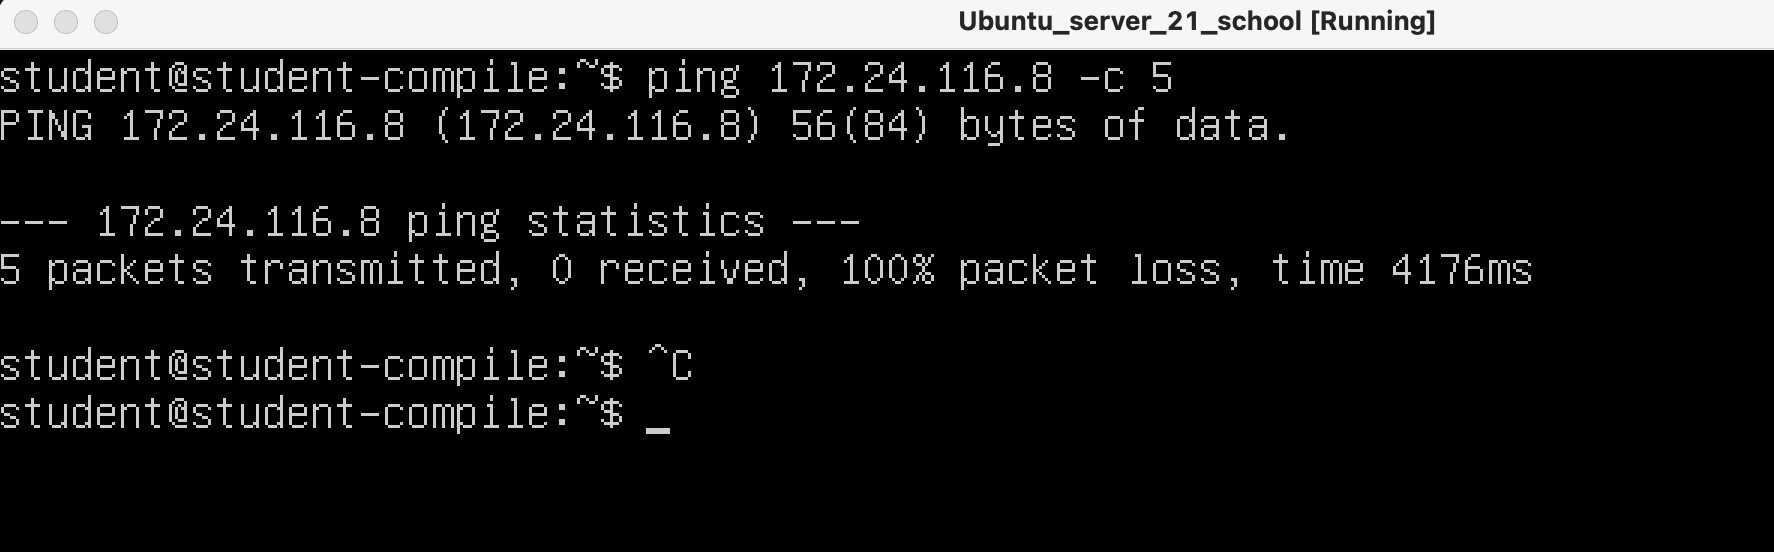 Ubuntu_server_21_school [Running]
student@student-compile:~$ ping 172.24.116.8 -c 5
PING 172.24.116.8 (172.24.116.8) 56(84) bytes of data.
--- 172.24.116.8 ping statistics ---
5 packets transmitted, 0 received, 100% packet loss, time 4176ms
student@student-compile:~$ ^C
student@student-compile:~$ _